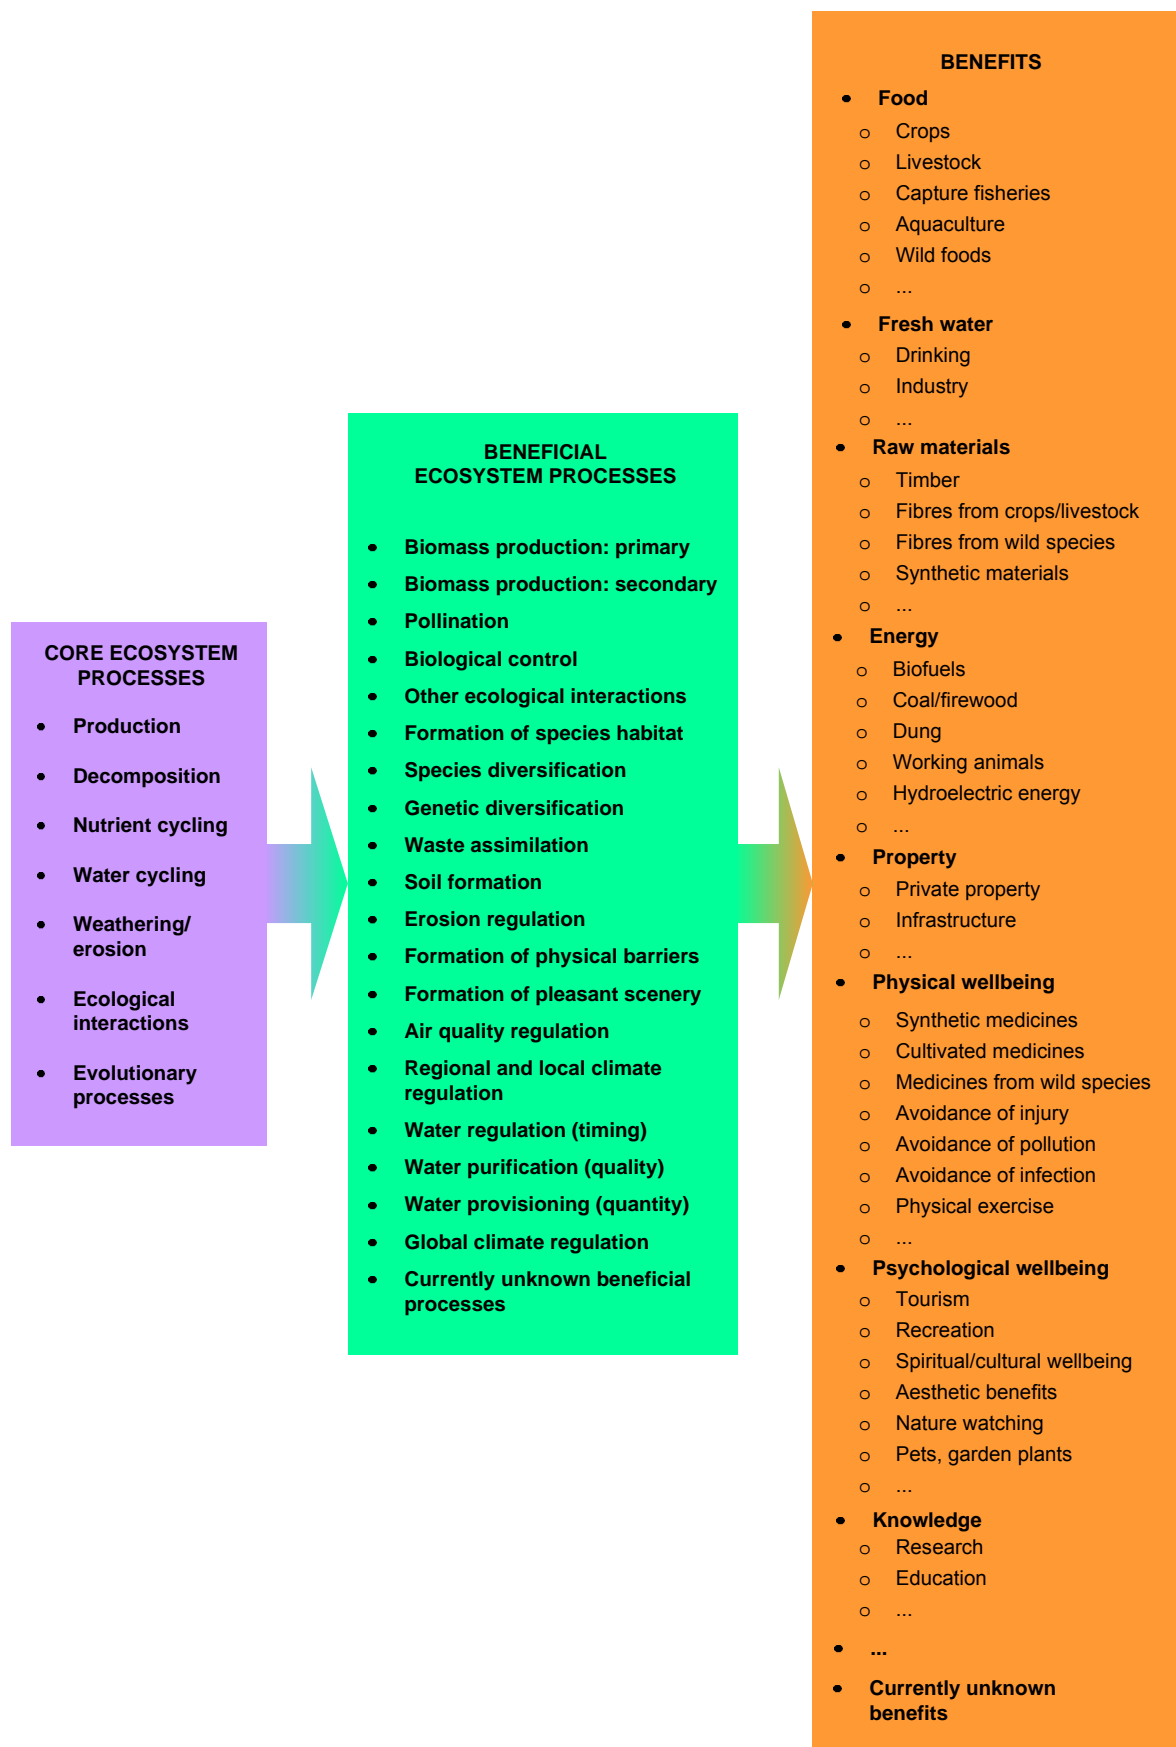 CORE ECOSYSTEM
PROCESSES
• Production
• Decomposition
• Nutrient cycling
• Water cycling
• Weathering/
erosion
• Ecological
interactions
• Evolutionary
processes
BENEFICIAL
ECOSYSTEM PROCESSES
• Biomass production: primary
• Biomass production: secondary
• Pollination
• Biological control
• Other ecological interactions
• Formation of species habitat
• Species diversification
• Genetic diversification
• Waste assimilation
• Soil formation
• Erosion regulation
• Formation of physical barriers
• Formation of pleasant scenery
• Air quality regulation
• Regional and local climate
regulation
• Water regulation (timing)
• Water purification (quality)
• Water provisioning (quantity)
• Global climate regulation
• Currently unknown beneficial
processes
BENEFITS
• Food
o Crops
o Livestock
o Capture fisheries
o Aquaculture
o Wild foods
o ...
• Fresh water
o Drinking
o Industry
o ...
• Raw materials
o Timber
o Fibres from crops/livestock
o Fibres from wild species
o Synthetic materials
o ...
• Energy
o Biofuels
o Coal/firewood
o Dung
o Working animals
o Hydroelectric energy
o ...
• Property
o Private property
o Infrastructure
o ...
• Physical wellbeing
o Synthetic medicines
o Cultivated medicines
o Medicines from wild species
o Avoidance of injury
o Avoidance of pollution
o Avoidance of infection
o Physical exercise
o ...
• Psychological wellbeing
o Tourism
o Recreation
o Spiritual/cultural wellbeing
o Aesthetic benefits
o Nature watching
o Pets, garden plants
o ...
• Knowledge
o Research
o Education
o ...
• ...
• Currently unknown
benefits